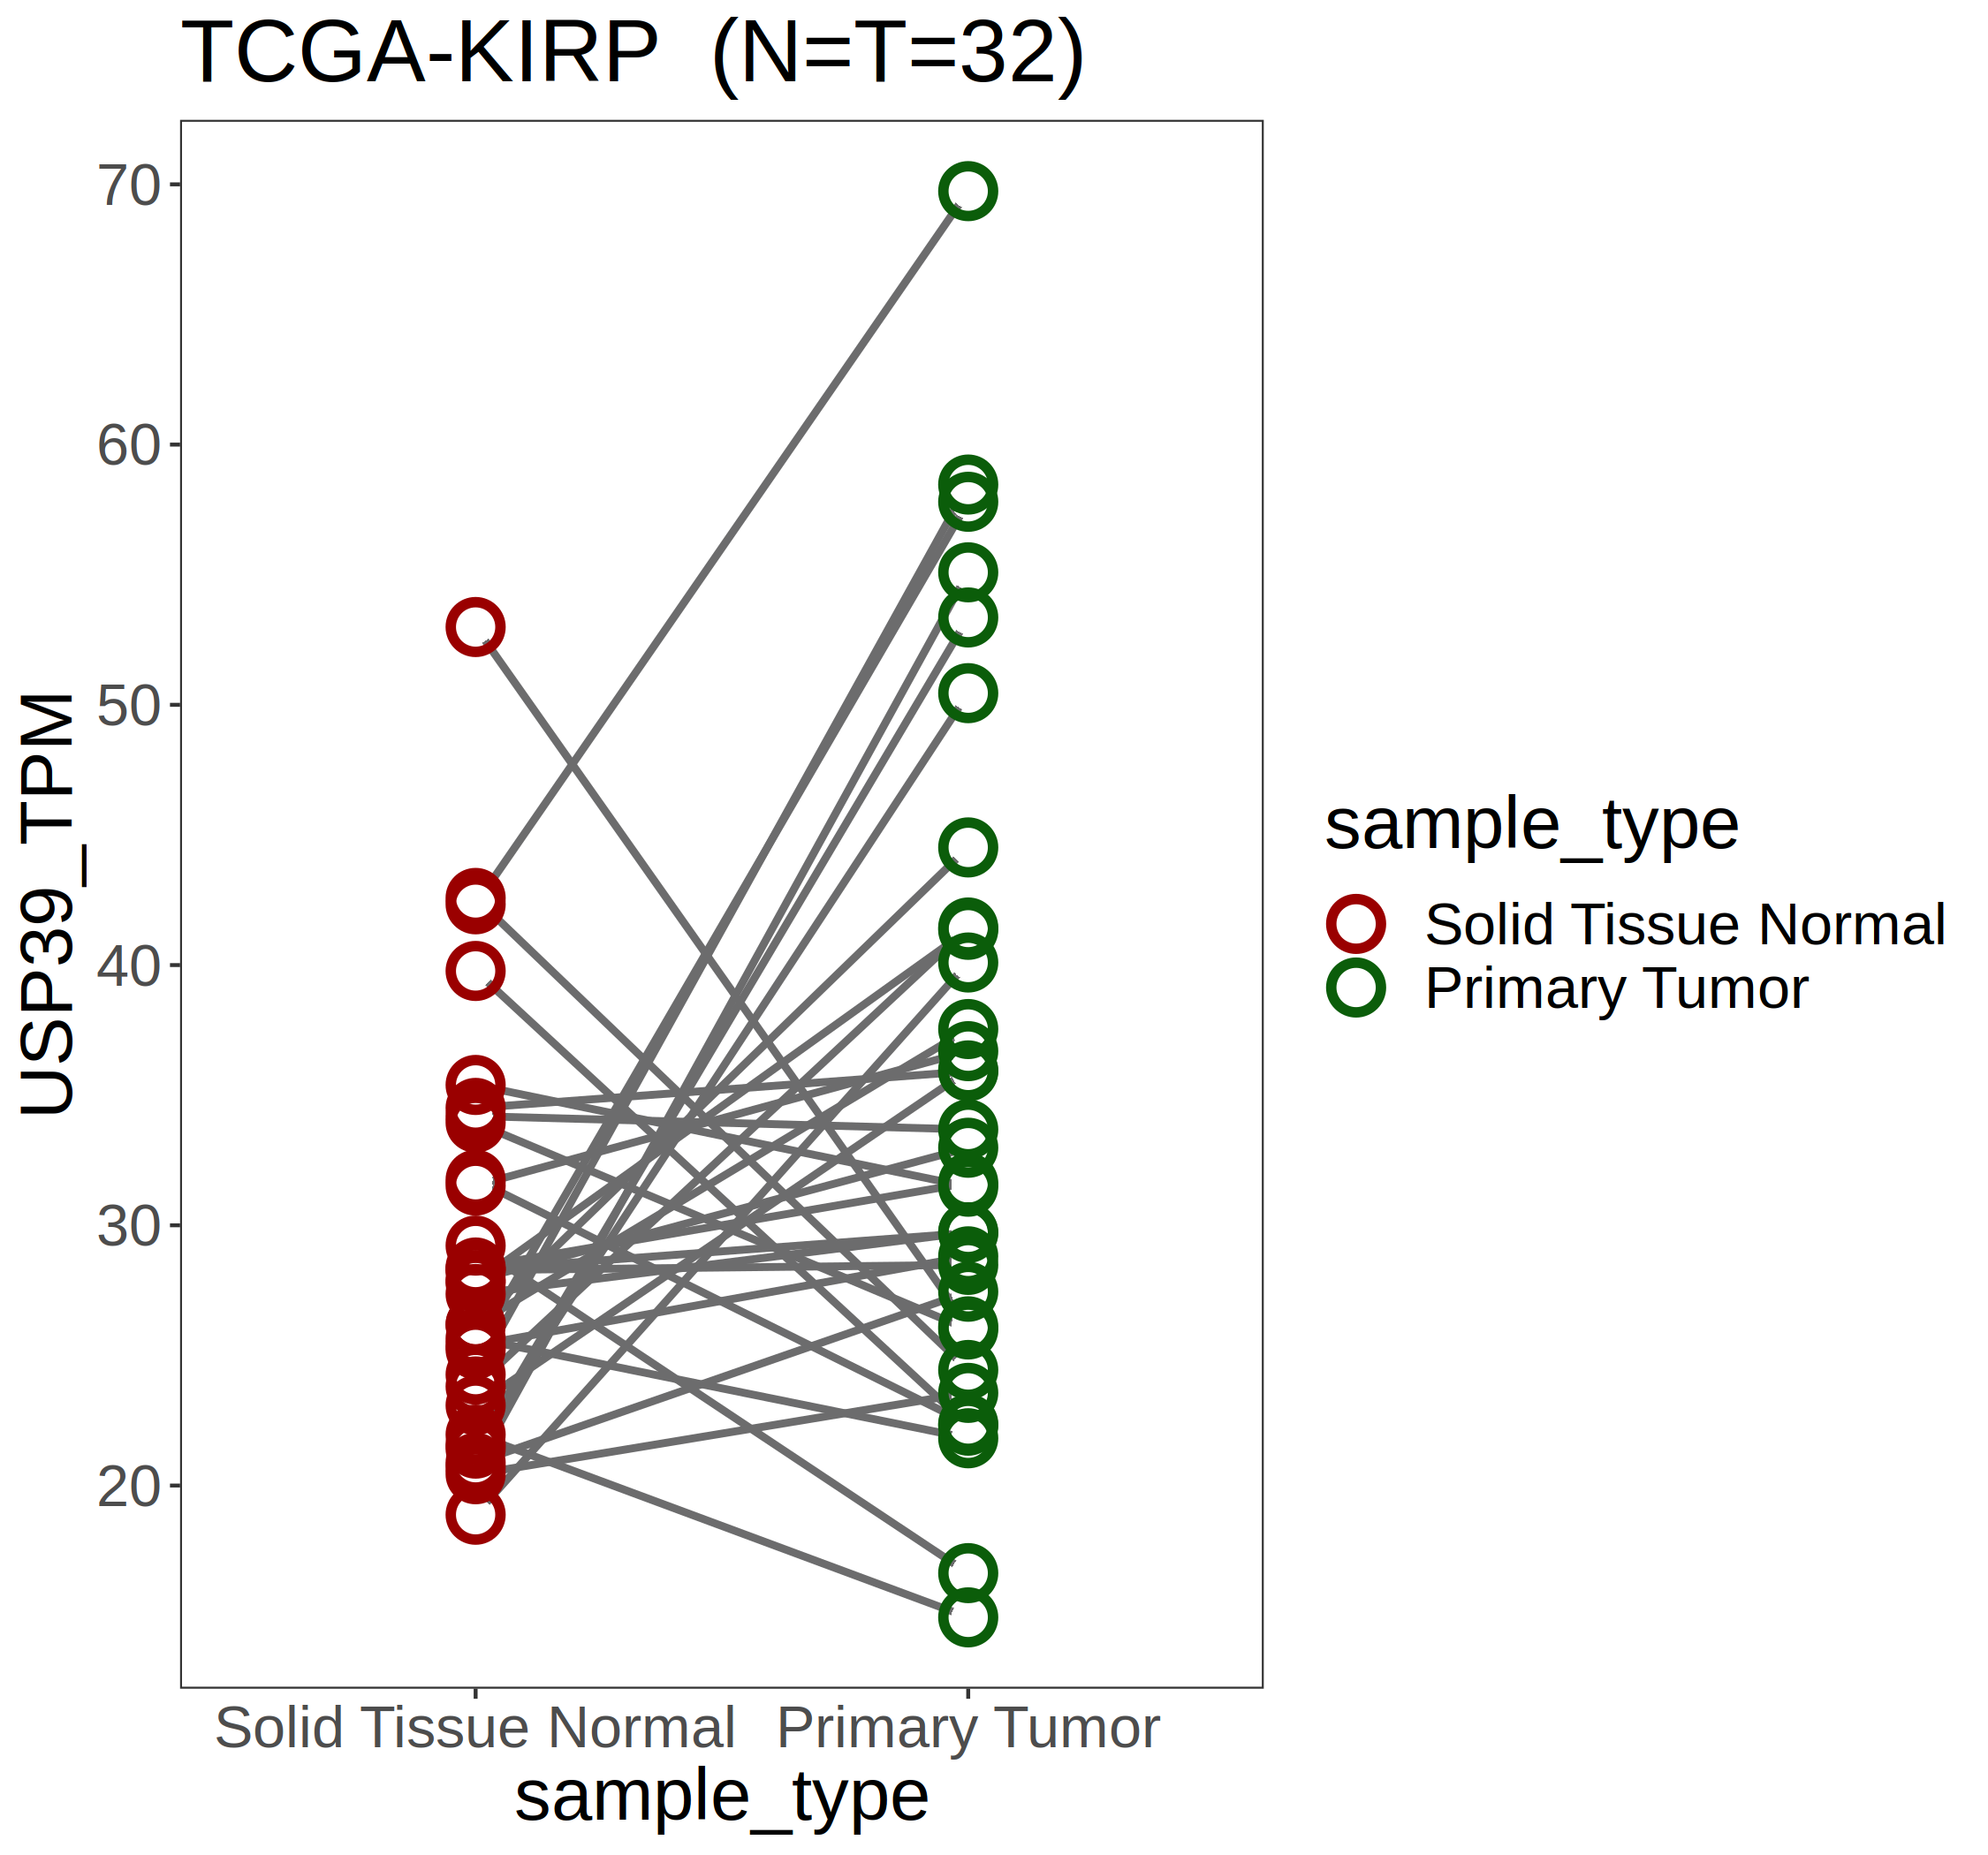 TCGA-KIRP  (N=T=32)
USP39_TPM
70
60
50
40
30
20
Solid Tissue Normal
Primary Tumor
sample_type
sample_type
Solid Tissue Normal
Primary Tumor